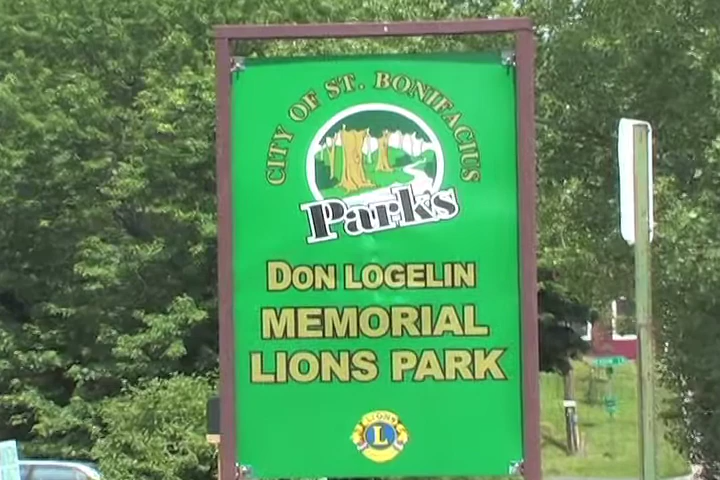 CITY OF ST. BONIFACIUS
Parks
DON LOGELIN
MEMORIAL
LIONS PARK
LIONS
L